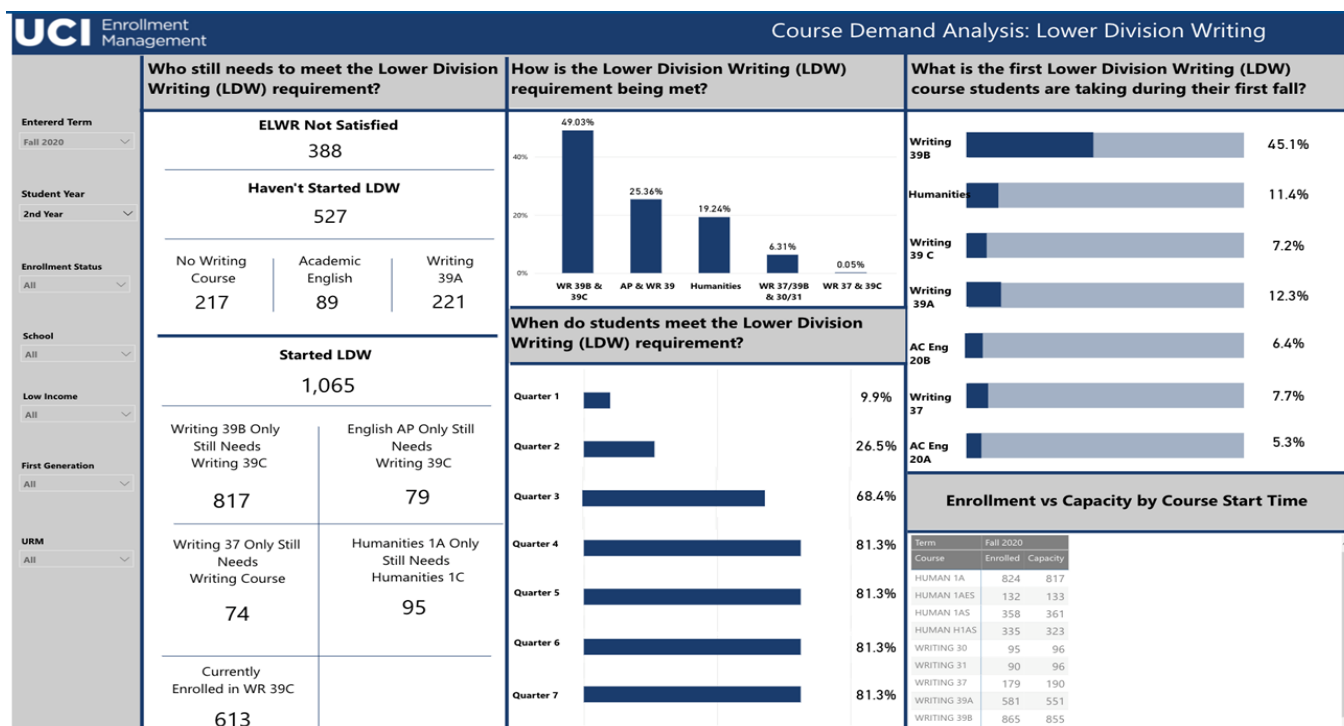 UCI Enrollment
Management
Course Demand Analysis: Lower Division Writing
Entererd Term
Fall 2020
Student Year
2nd Year
Enrollment Status
All
School
All
Low Income
All
First Generation
All
URM
All
Who still needs to meet the Lower Division
Writing (LDW) requirement?
ELWR Not Satisfied
388
Haven't Started LDW
527
No Writing
Course
217
Academic
English
89
Writing
39A
221
Started LDW
1,065
Writing 39B Only
Still Needs
Writing 39C
817
English AP Only Still
Needs
Writing 39C
79
Writing 37 Only Still
Needs
Writing Course
74
Humanities 1A Only
Still Needs
Humanities 1C
95
Currently
Enrolled in WR 39C
613
How is the Lower Division Writing (LDW)
requirement being met?
40%
20%
0%
49.03%
25.36%
19.24%
6.31%
0.05%
WR 39B &
39C
AP & WR 39
Humanities
WR 37/39B
& 30/31
WR 37 & 39C
When do students meet the Lower Division
Writing (LDW) requirement?
Quarter 1 9.9%
Quarter 2 26.5%
Quarter 3 68.4%
Quarter 4 81.3%
Quarter 5 81.3%
Quarter 6 81.3%
Quarter 7 81.3%
What is the first Lower Division Writing (LDW)
course students are taking during their first fall?
Writing
39B
45.1%
Humanities
11.4%
Writing
39 C
7.2%
Writing
39A
12.3%
AC Eng
20B
6.4%
Writing
37
7.7%
AC Eng
20A
5.3%
Enrollment vs Capacity by Course Start Time
Term Fall 2020
Course Enrolled Capacity
HUMAN 1A 824 817
HUMAN 1AES 132 133
HUMAN 1AS 358 361
HUMAN H1AS 335 323
WRITING 30 95 96
WRITING 31 90 96
WRITING 37 179 190
WRITING 39A 581 551
WRITING 39B 865 855